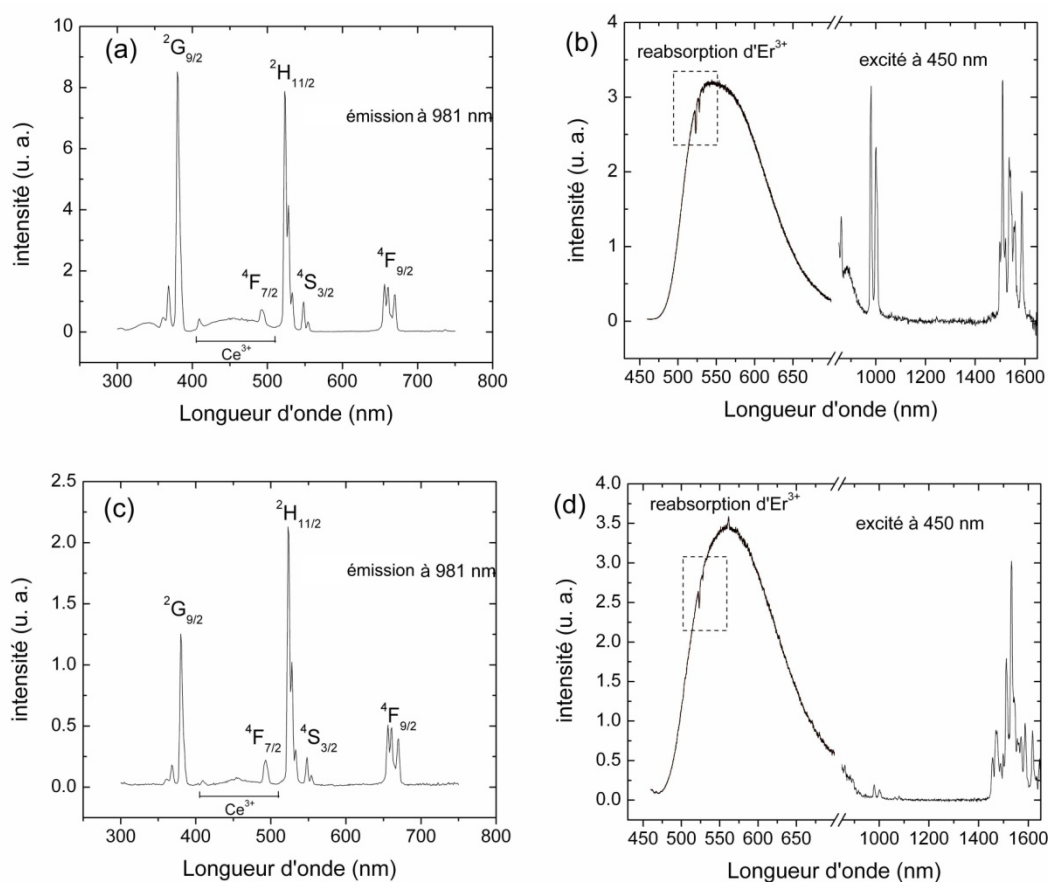 (a)
²G₉/₂
²H₁₁/₂
émission à 981 nm
⁴F₇/₂
⁴S₃/₂
⁴F₉/₂
Ce³⁺
intensité (u. a.)
10
8
6
4
2
0
300 400 500 600 700 800
Longueur d'onde (nm)
(b)
reabsorption d'Er³⁺
excité à 450 nm
intensité (u. a.)
4
3
2
1
0
450 500 550 600 650 1000 1200 1400 1600
Longueur d'onde (nm)
(c)
²H₁₁/₂
émission à 981 nm
²G₉/₂
⁴F₇/₂
⁴S₃/₂
⁴F₉/₂
Ce³⁺
intensité (u. a.)
2.5
2.0
1.5
1.0
0.5
0.0
300 400 500 600 700 800
Longueur d'onde (nm)
(d)
reabsorption d'Er³⁺
excité à 450 nm
intensité (u. a.)
4.0
3.5
3.0
2.5
2.0
1.5
1.0
0.5
0.0
450 500 550 600 650 1000 1200 1400 1600
Longueur d'onde (nm)